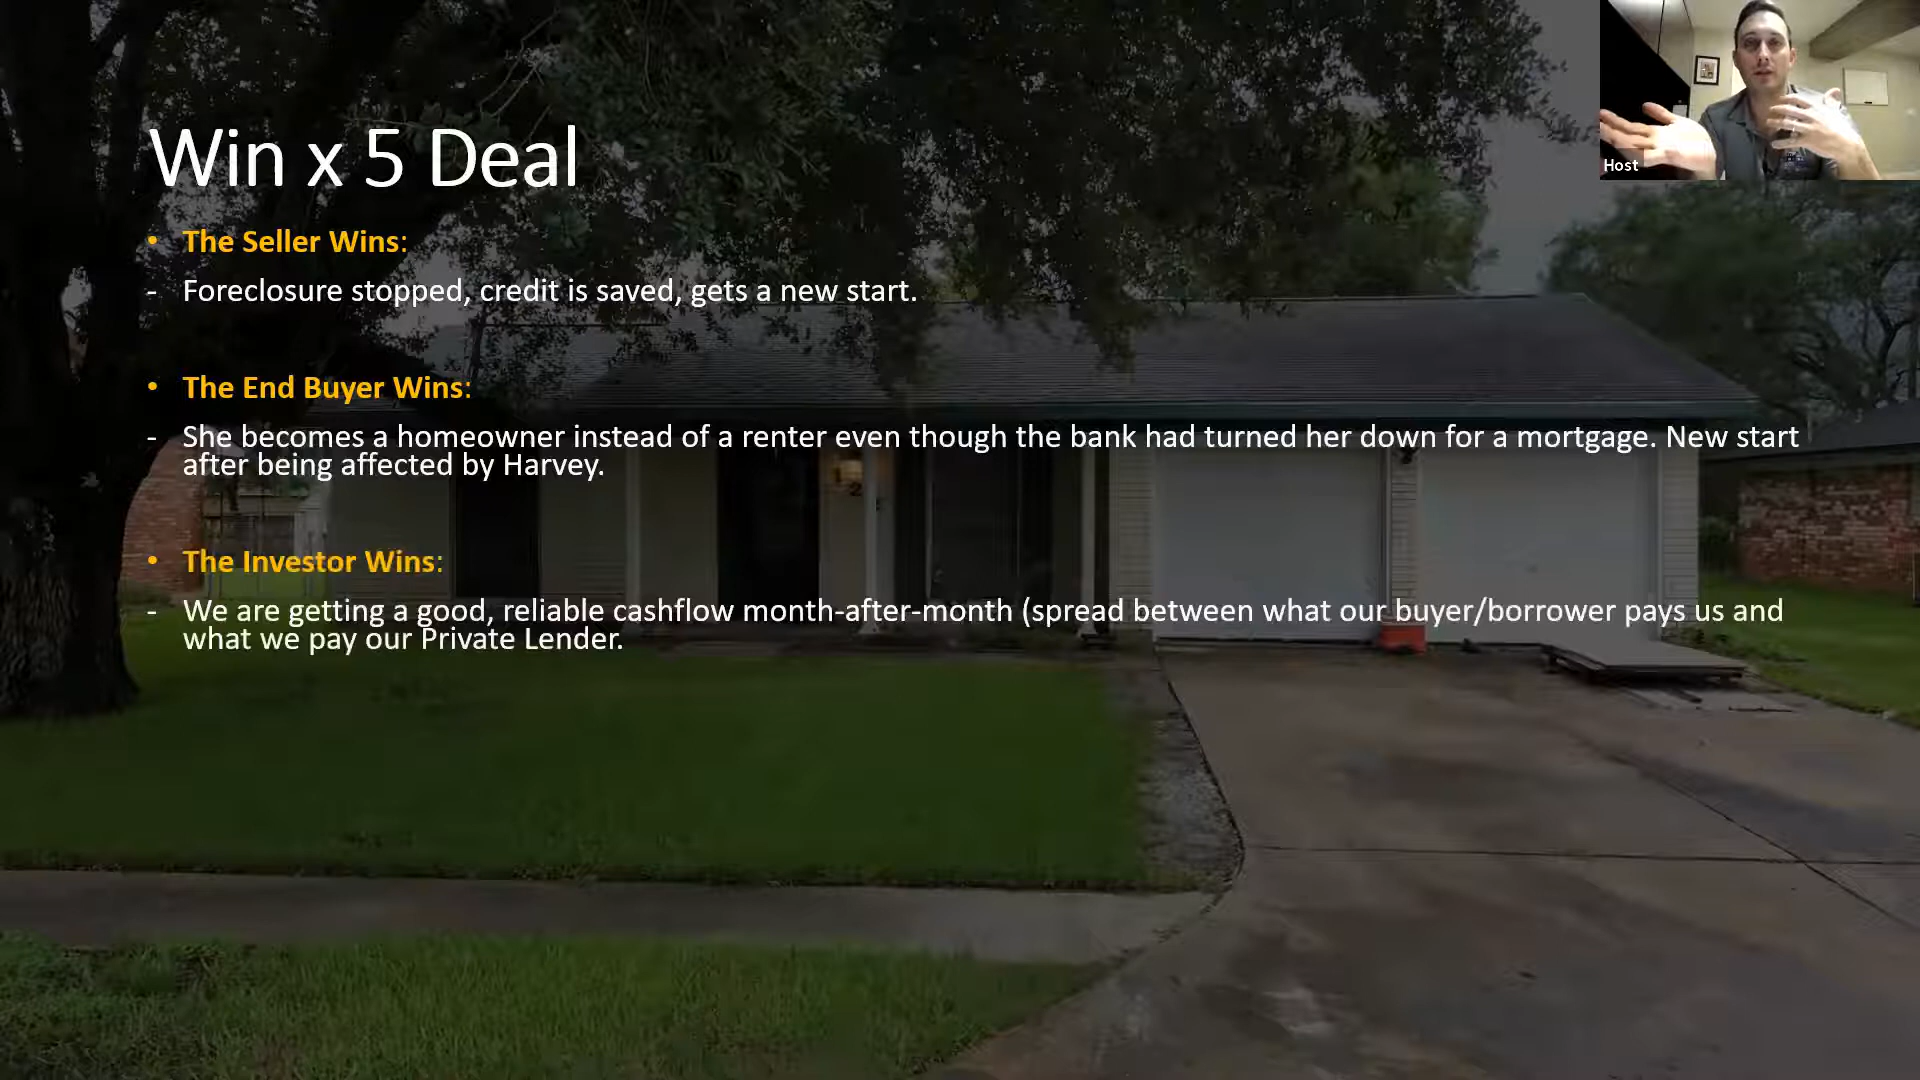 Host
Win x 5 Deal
• The Seller Wins:
- Foreclosure stopped, credit is saved, gets a new start.
• The End Buyer Wins:
- She becomes a homeowner instead of a renter even though the bank had turned her down for a mortgage. New start
after being affected by Harvey.
• The Investor Wins:
- We are getting a good, reliable cashflow month-after-month (spread between what our buyer/borrower pays us and
what we pay our Private Lender.